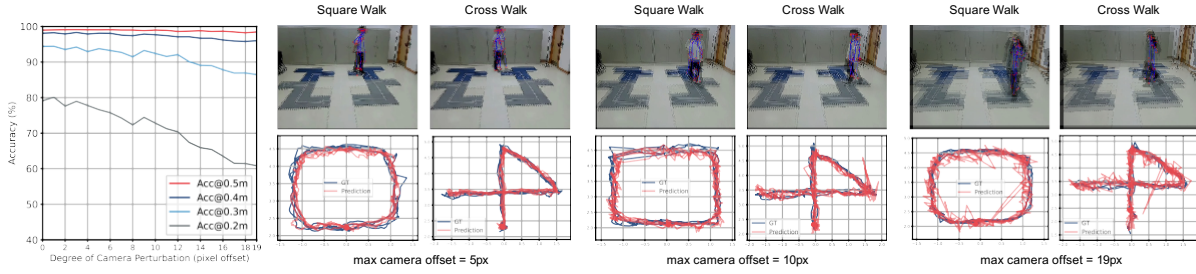 Square Walk
Cross Walk
Square Walk
Cross Walk
Square Walk
Cross Walk
100
90
80
70
60
50
40
Accuracy (%)
Acc@0.5m
Acc@0.4m
Acc@0.3m
Acc@0.2m
0 2 4 6 8 10 12 14 16 18 19
Degree of Camera Perturbation (pixel offset)
GT
Prediction
GT
Prediction
GT
Prediction
GT
Prediction
GT
Prediction
GT
Prediction
max camera offset = 5px
max camera offset = 10px
max camera offset = 19px